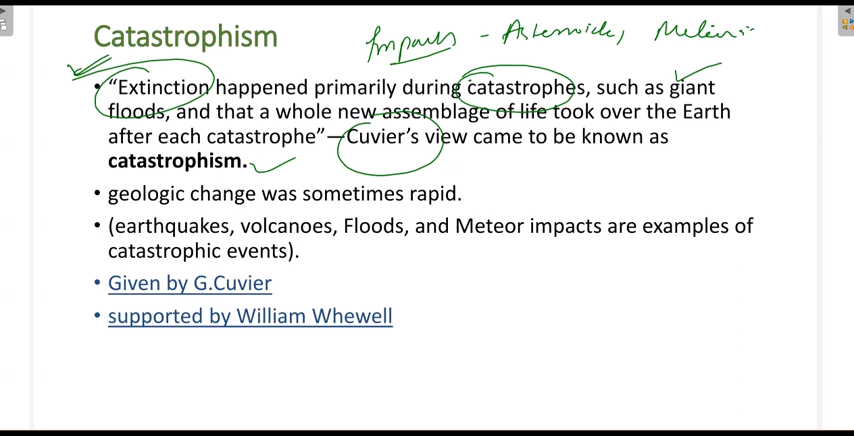 Catastrophism
Impacts - Asteroids,
• “Extinction happened primarily during catastrophes, such as giant
floods, and that a whole new assemblage of life took over the Earth
after each catastrophe”—Cuvier’s view came to be known as
catastrophism.
• geologic change was sometimes rapid.
• (earthquakes, volcanoes, Floods, and Meteor impacts are examples of
catastrophic events).
• Given by G.Cuvier
• supported by William Whewell